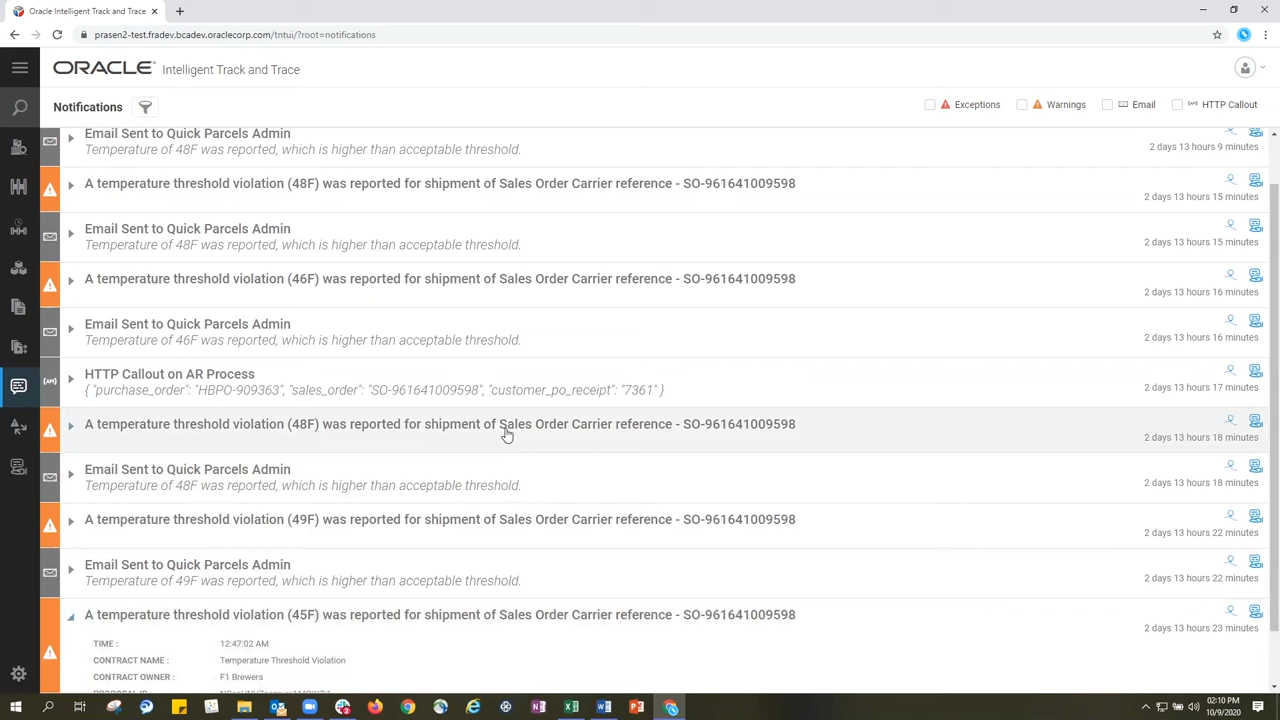 Oracle Intelligent Track and Trace
prasen2-test.fradev.bcadev.oraclecorp.com/tntui/?root=notifications
ORACLE Intelligent Track and Trace
Notifications
Exceptions Warnings Email HTTP Callout
Email Sent to Quick Parcels Admin
Temperature of 48F was reported, which is higher than acceptable threshold.
2 days 13 hours 9 minutes
A temperature threshold violation (48F) was reported for shipment of Sales Order Carrier reference - SO-961641009598
2 days 13 hours 15 minutes
Email Sent to Quick Parcels Admin
Temperature of 48F was reported, which is higher than acceptable threshold.
2 days 13 hours 15 minutes
A temperature threshold violation (46F) was reported for shipment of Sales Order Carrier reference - SO-961641009598
2 days 13 hours 16 minutes
Email Sent to Quick Parcels Admin
Temperature of 46F was reported, which is higher than acceptable threshold.
2 days 13 hours 16 minutes
HTTP Callout on AR Process
{ "purchase_order": "HBPO-909363", "sales_order": "SO-961641009598", "customer_po_receipt": "7361" }
2 days 13 hours 17 minutes
A temperature threshold violation (48F) was reported for shipment of Sales Order Carrier reference - SO-961641009598
2 days 13 hours 18 minutes
Email Sent to Quick Parcels Admin
Temperature of 48F was reported, which is higher than acceptable threshold.
2 days 13 hours 18 minutes
A temperature threshold violation (49F) was reported for shipment of Sales Order Carrier reference - SO-961641009598
2 days 13 hours 22 minutes
Email Sent to Quick Parcels Admin
Temperature of 49F was reported, which is higher than acceptable threshold.
2 days 13 hours 22 minutes
A temperature threshold violation (45F) was reported for shipment of Sales Order Carrier reference - SO-961641009598
2 days 13 hours 23 minutes
TIME : 12:47:02 AM
CONTRACT NAME : Temperature Threshold Violation
CONTRACT OWNER : F1 Brewers
02:10 PM
10/9/2020